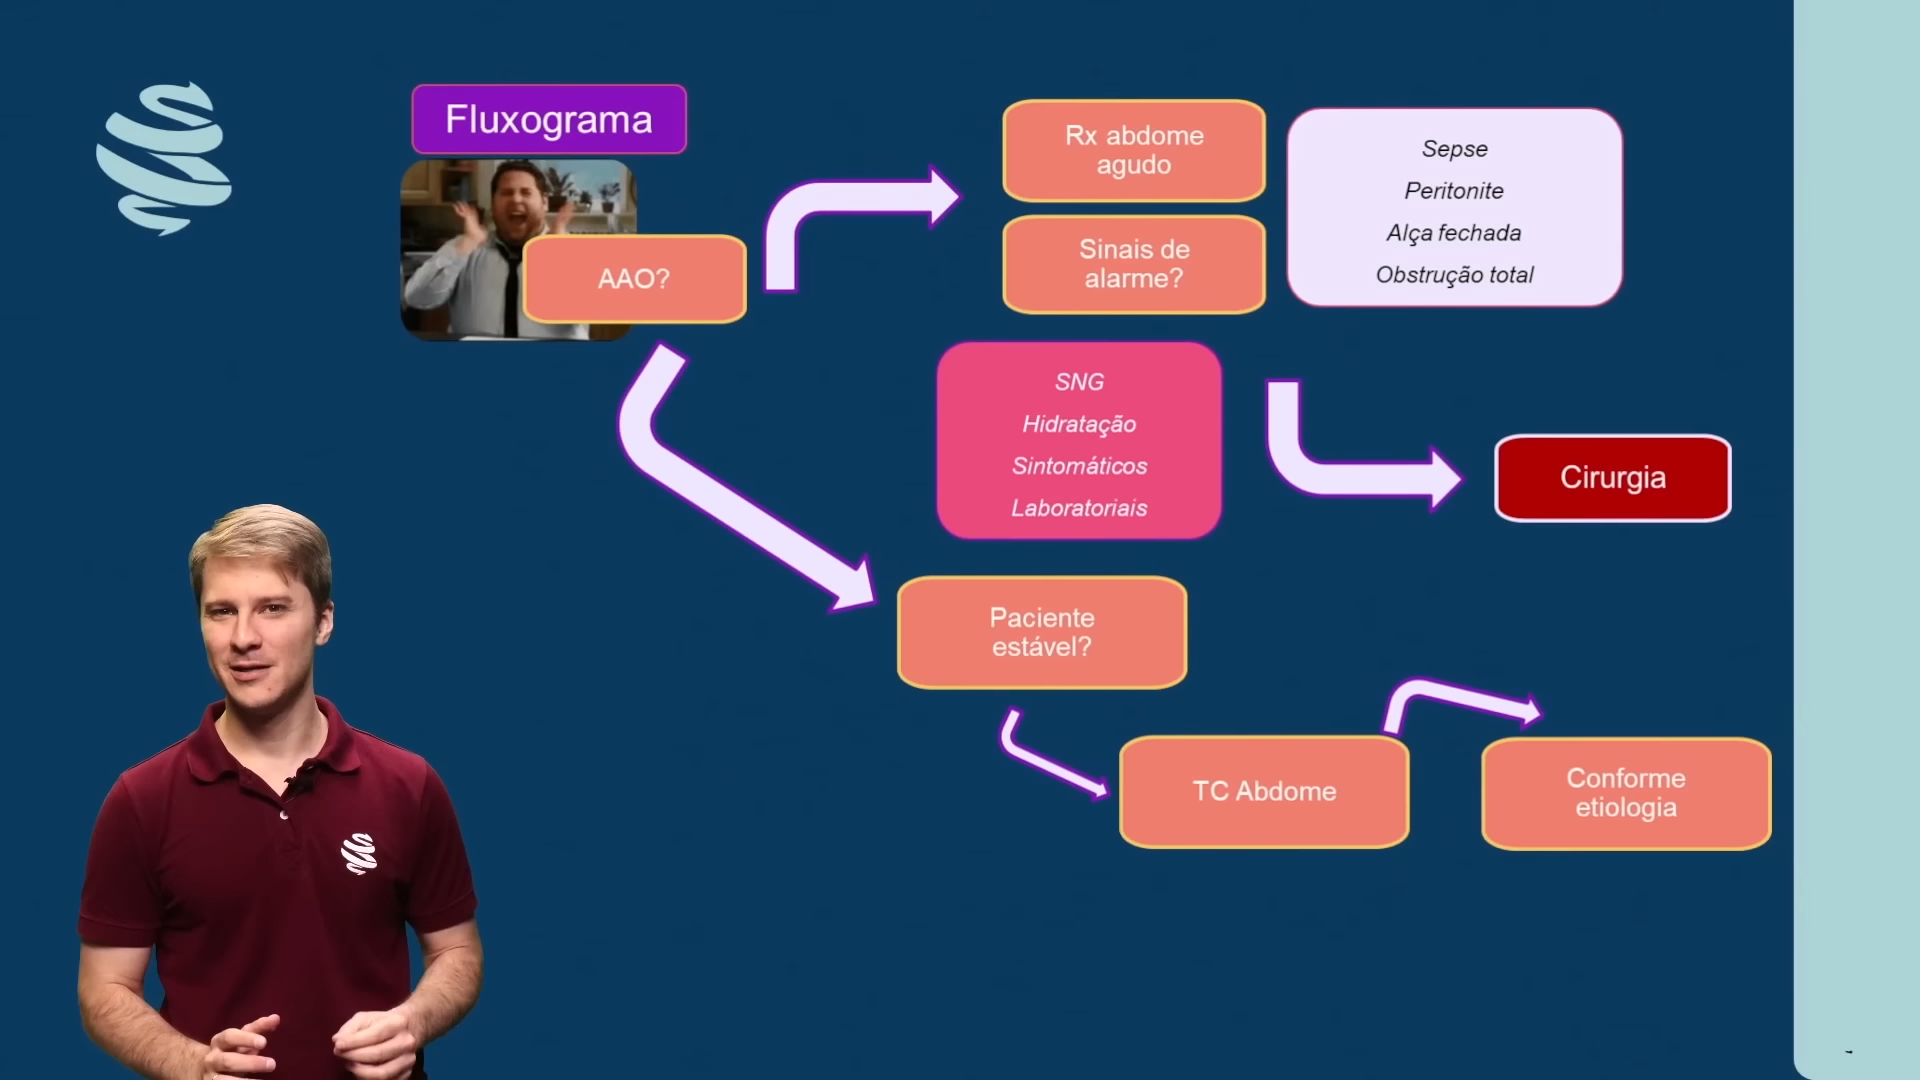 Fluxograma
AAO?
Rx abdome
agudo
Sinais de
alarme?
Sepse
Peritonite
Alça fechada
Obstrução total
SNG
Hidratação
Sintomáticos
Laboratoriais
Cirurgia
Paciente
estável?
TC Abdome
Conforme
etiologia